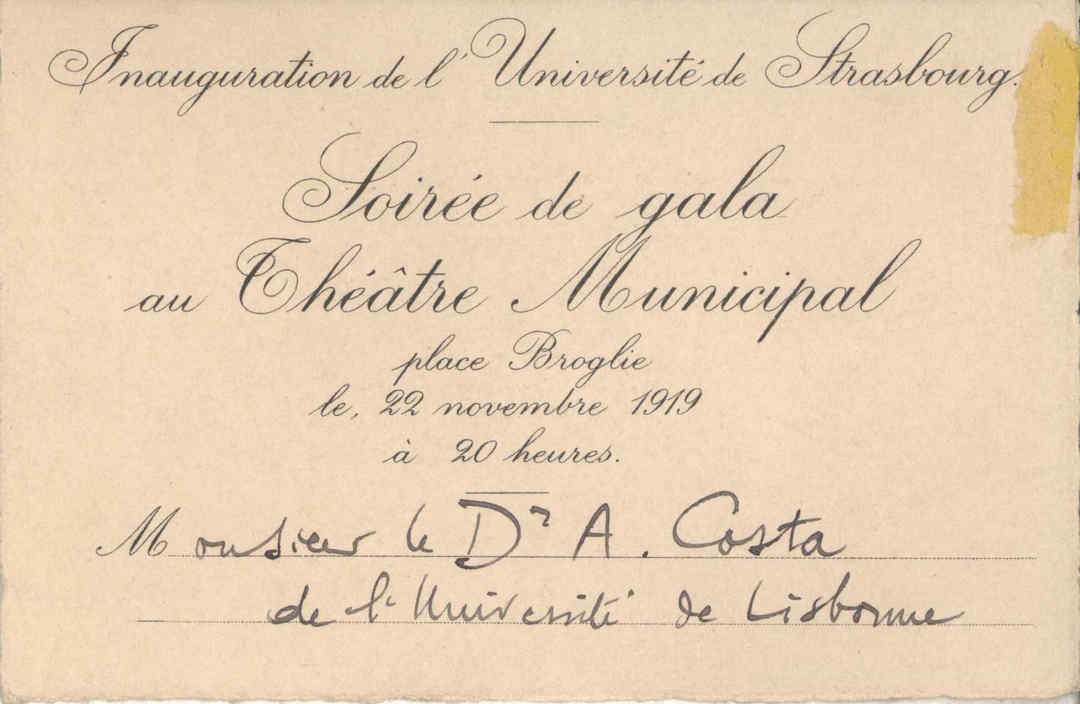 Inauguration de l'Université de Strasbourg.
Soirée de gala
au Théâtre Municipal
place Broglie
le, 22 novembre 1919
à 20 heures.
Monsieur le Dr A. Costa
de l'Université de Lisbonne